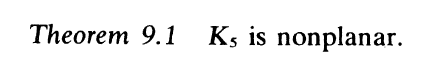 Theorem 9.1 K₅ is nonplanar.